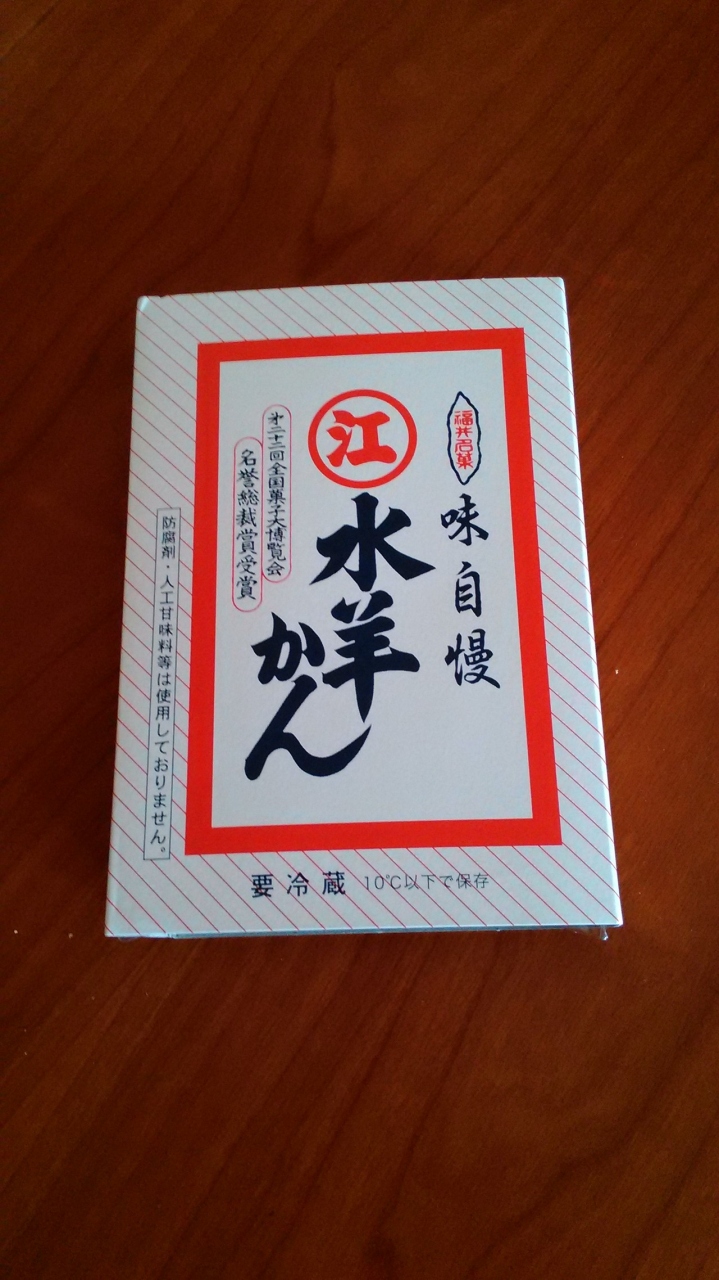 福井名菓
味自慢
江
水羊かん
第二十二回全国菓子大博覧会
名誉総裁賞受賞
防腐剤・人工甘味料等は使用しておりません。
要冷蔵 10℃以下で保存